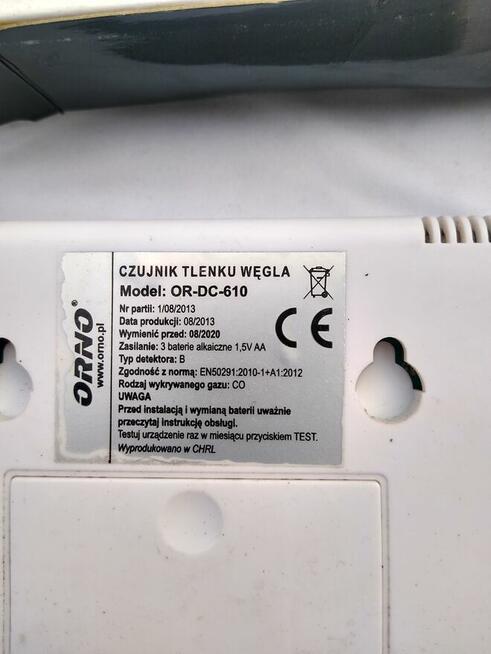 ORNO®
www.orno.pl
CZUJNIK TLENKU WĘGLA
Model: OR-DC-610
Nr partii: 1/08/2013
Data produkcji: 08/2013
Wymienić przed: 08/2020
Zasilanie: 3 baterie alkaiczne 1,5V AA
Typ detektora: B
Zgodność z normą: EN50291:2010-1+A1:2012
Rodzaj wykrywanego gazu: CO
UWAGA
Przed instalacją i wymianą baterii uważnie
przeczytaj instrukcję obsługi.
Testuj urządzenie raz w miesiącu przyciskiem TEST.
Wyprodukowano w CHRL
CE